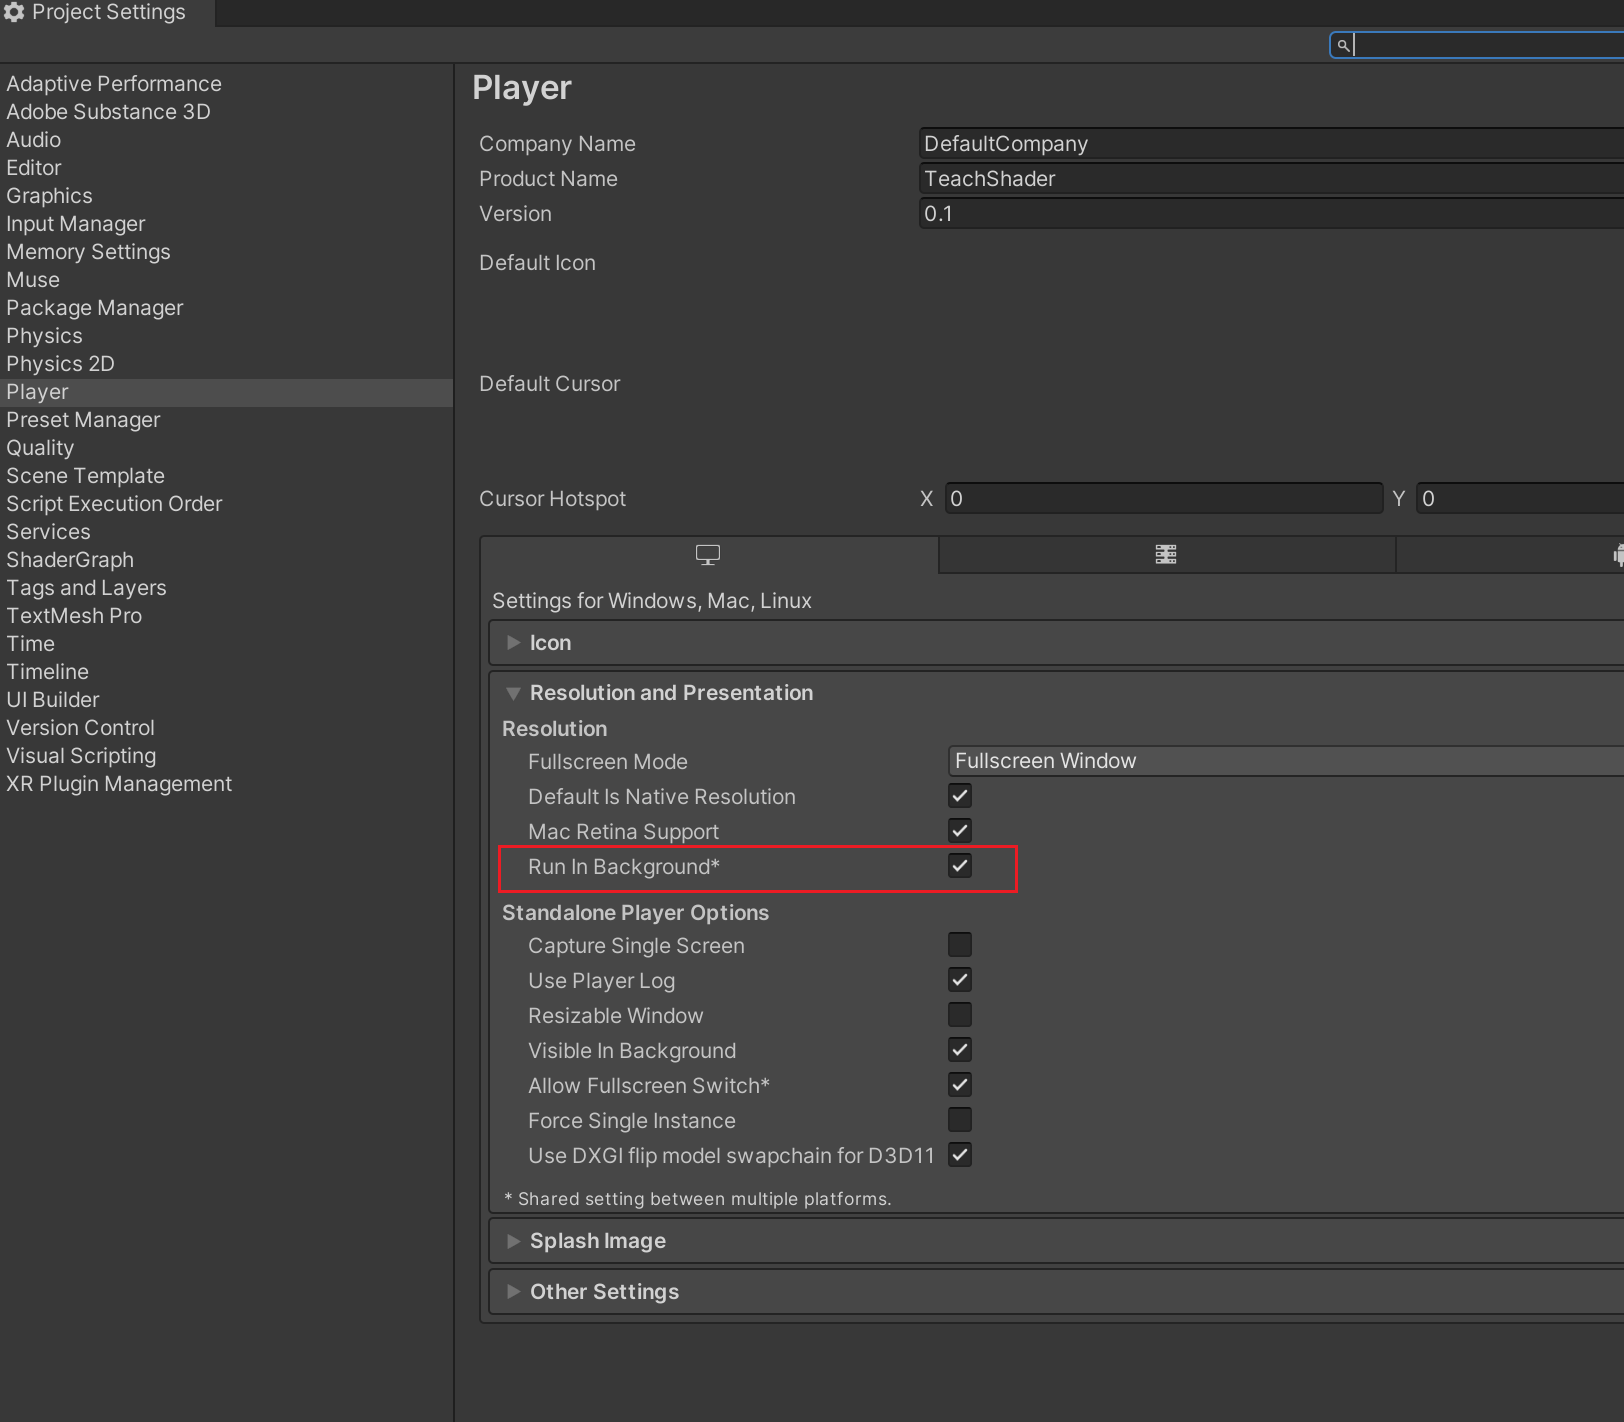 Project Settings
Adaptive Performance
Adobe Substance 3D
Audio
Editor
Graphics
Input Manager
Memory Settings
Muse
Package Manager
Physics
Physics 2D
Player
Preset Manager
Quality
Scene Template
Script Execution Order
Services
ShaderGraph
Tags and Layers
TextMesh Pro
Time
Timeline
UI Builder
Version Control
Visual Scripting
XR Plugin Management
Player
Company Name DefaultCompany
Product Name TeachShader
Version 0.1
Default Icon
Default Cursor
Cursor Hotspot X 0 Y 0
Settings for Windows, Mac, Linux
Icon
Resolution and Presentation
Resolution
Fullscreen Mode Fullscreen Window
Default Is Native Resolution
Mac Retina Support
Run In Background*
Standalone Player Options
Capture Single Screen
Use Player Log
Resizable Window
Visible In Background
Allow Fullscreen Switch*
Force Single Instance
Use DXGI flip model swapchain for D3D11
* Shared setting between multiple platforms.
Splash Image
Other Settings